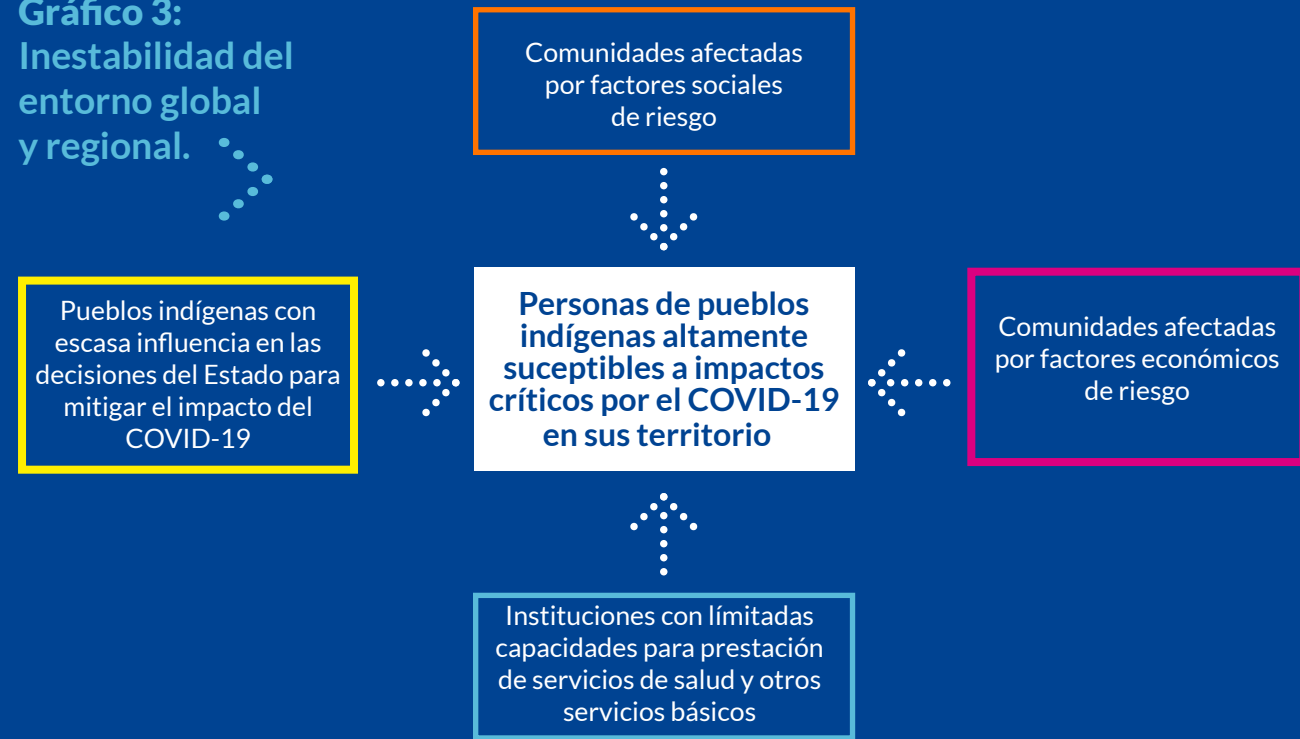 Gráfico 3:
Inestabilidad del
entorno global
y regional.
Comunidades afectadas
por factores sociales
de riesgo
Pueblos indígenas con
escasa influencia en las
decisiones del Estado para
mitigar el impacto del
COVID-19
Personas de pueblos
indígenas altamente
suceptibles a impactos
críticos por el COVID-19
en sus territorio
Comunidades afectadas
por factores económicos
de riesgo
Instituciones con límitadas
capacidades para prestación
de servicios de salud y otros
servicios básicos